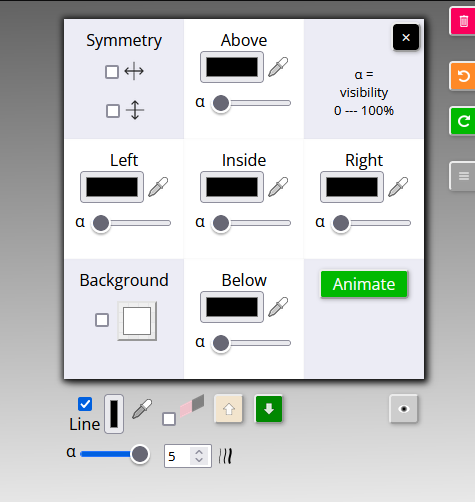 Symmetry
Above
×
α
α =
visibility
0 --- 100%
Left
Inside
Right
α
α
α
Background
Below
Animate
α
Line
α
5